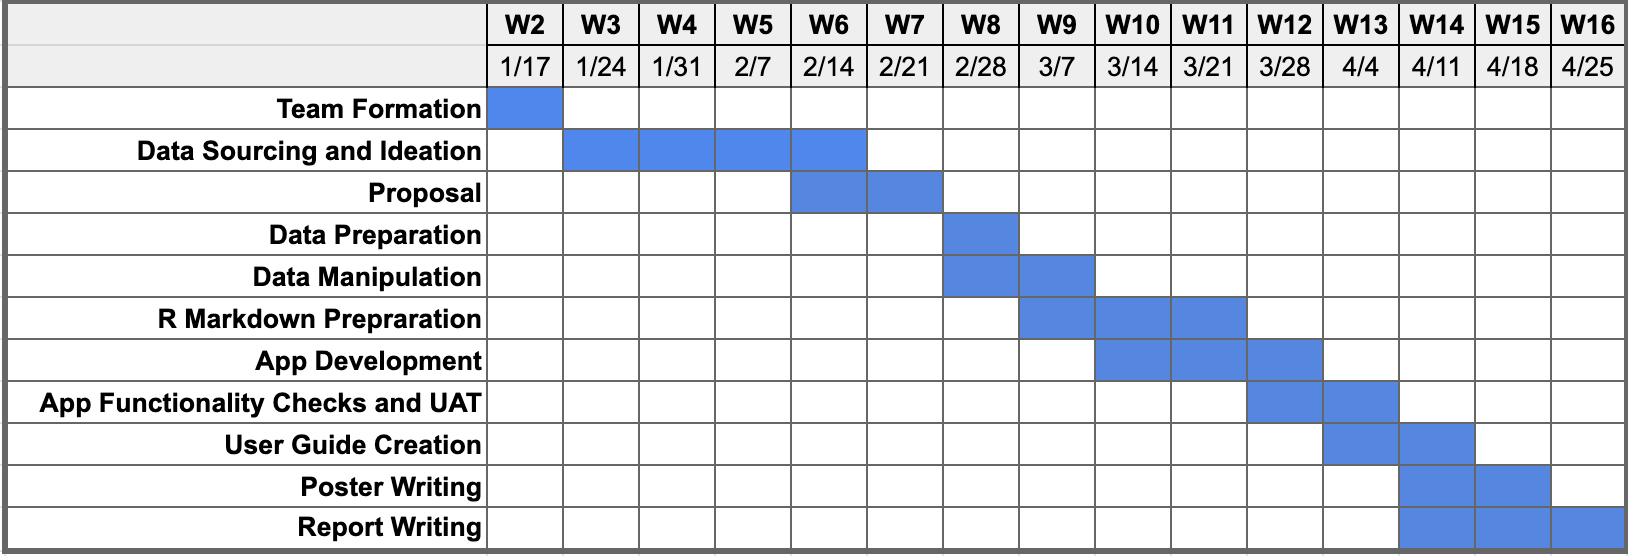 W2 W3 W4 W5 W6 W7 W8 W9 W10 W11 W12 W13 W14 W15 W16
1/17 1/24 1/31 2/7 2/14 2/21 2/28 3/7 3/14 3/21 3/28 4/4 4/11 4/18 4/25
Team Formation
Data Sourcing and Ideation
Proposal
Data Preparation
Data Manipulation
R Markdown Prepraration
App Development
App Functionality Checks and UAT
User Guide Creation
Poster Writing
Report Writing